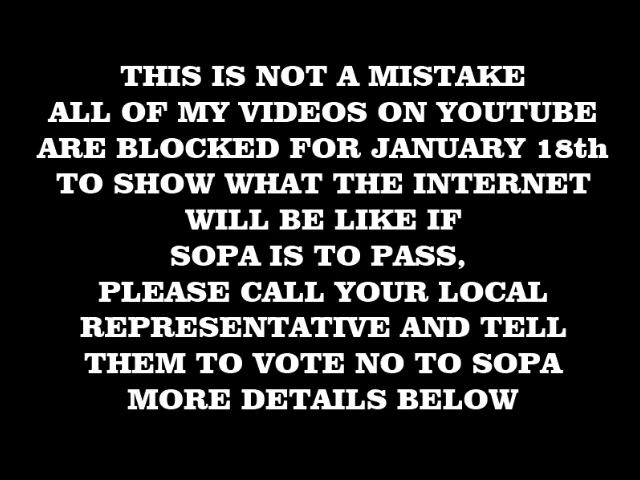 THIS IS NOT A MISTAKE
ALL OF MY VIDEOS ON YOUTUBE
ARE BLOCKED FOR JANUARY 18th
TO SHOW WHAT THE INTERNET
WILL BE LIKE IF
SOPA IS TO PASS,
PLEASE CALL YOUR LOCAL
REPRESENTATIVE AND TELL
THEM TO VOTE NO TO SOPA
MORE DETAILS BELOW